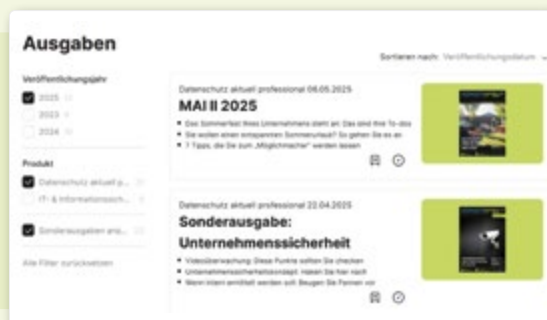 Ausgaben
Sortieren nach: Veröffentlichungsdatum
Veröffentlichungsjahr
2025
2023
2024
Produkt
Datenschutz aktuell p...
IT- & Informationssich...
Sonderausgaben anz...
Alle Filter zurücksetzen
Datenschutz aktuell professional 06.05.2025
MAI II 2025
Das Sommerfest Ihres Unternehmens steht an: Das sind Ihre To-dos
Sie wollen einen entspannten Sommerurlaub? So gehen Sie es an
7 Tipps, die Sie zum „Möglichmacher“ werden lassen
Datenschutz aktuell professional 22.04.2025
Sonderausgabe:
Unternehmenssicherheit
Videoüberwachung: Diese Punkte sollten Sie checken
Unternehmenssicherheitskonzept: Haken Sie hier nach
Wenn intern ermittelt werden soll: Beugen Sie Pannen vor